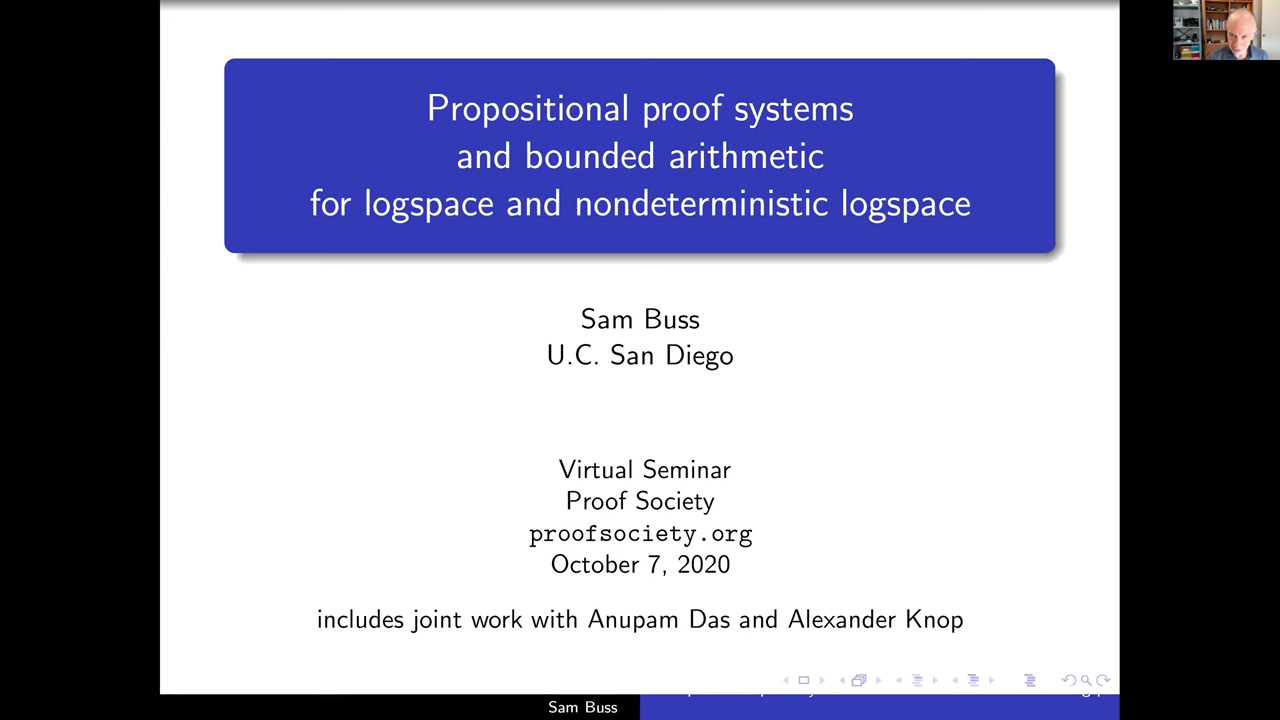 Propositional proof systems
and bounded arithmetic
for logspace and nondeterministic logspace
Sam Buss
U.C. San Diego
Virtual Seminar
Proof Society
proofsociety.org
October 7, 2020
includes joint work with Anupam Das and Alexander Knop
Sam Buss